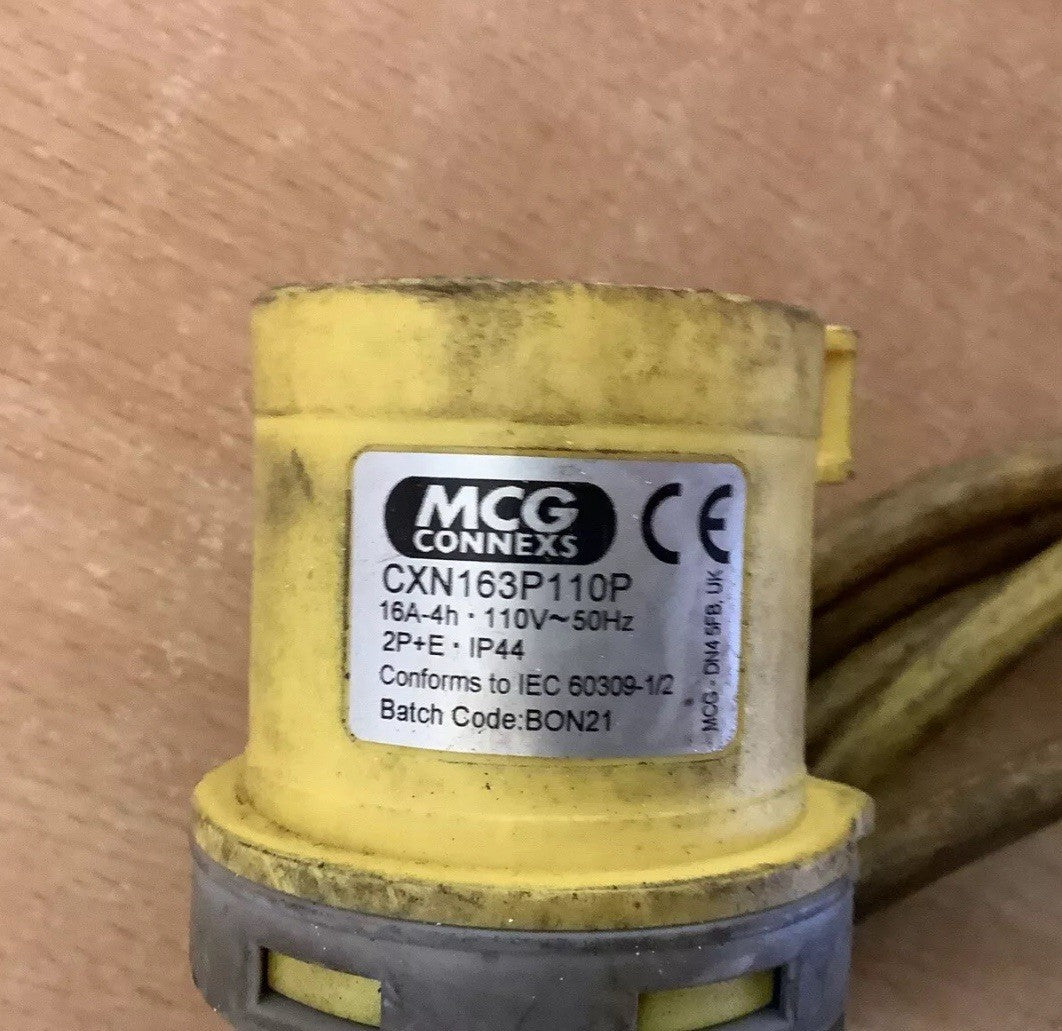 MCG
CONNEXS
CE
CXN163P110P
16A-4h · 110V~50Hz
2P+E · IP44
Conforms to IEC 60309-1/2
Batch Code:BON21
MCG - DN4 5FB, UK